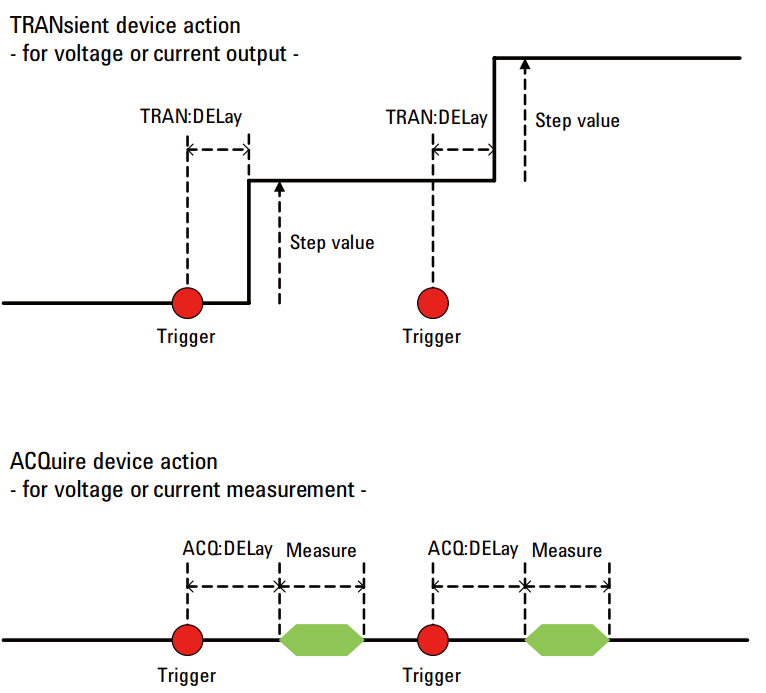 TRANsient device action
- for voltage or current output -
TRAN:DELay
TRAN:DELay
Step value
Step value
Trigger
Trigger
ACQuire device action
- for voltage or current measurement -
ACQ:DELay Measure
ACQ:DELay Measure
Trigger
Trigger